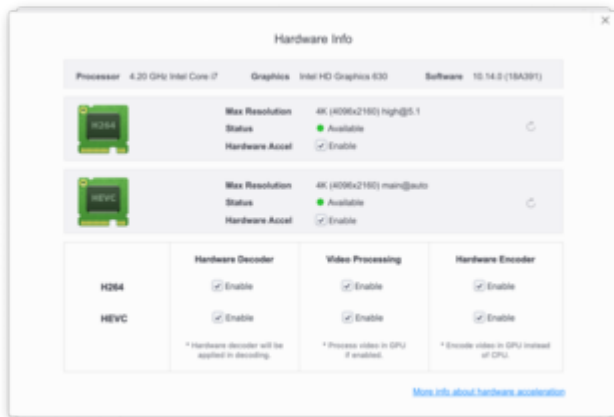 Hardware Info
Processor 4.20 GHz Intel Core i7 Graphics Intel HD Graphics 630 Software 10.14.0 (18A391)
H264
Max Resolution 4K (4096x2160) high@5.1
Status Available
Hardware Accel Enable
HEVC
Max Resolution 4K (4096x2160) main@auto
Status Available
Hardware Accel Enable
Hardware Decoder Video Processing Hardware Encoder
H264 Enable Enable Enable
HEVC Enable Enable Enable
* Hardware decoder will be * Process video in GPU * Encode video in GPU instead
applied in decoding. if enabled. of CPU.
More info about hardware acceleration